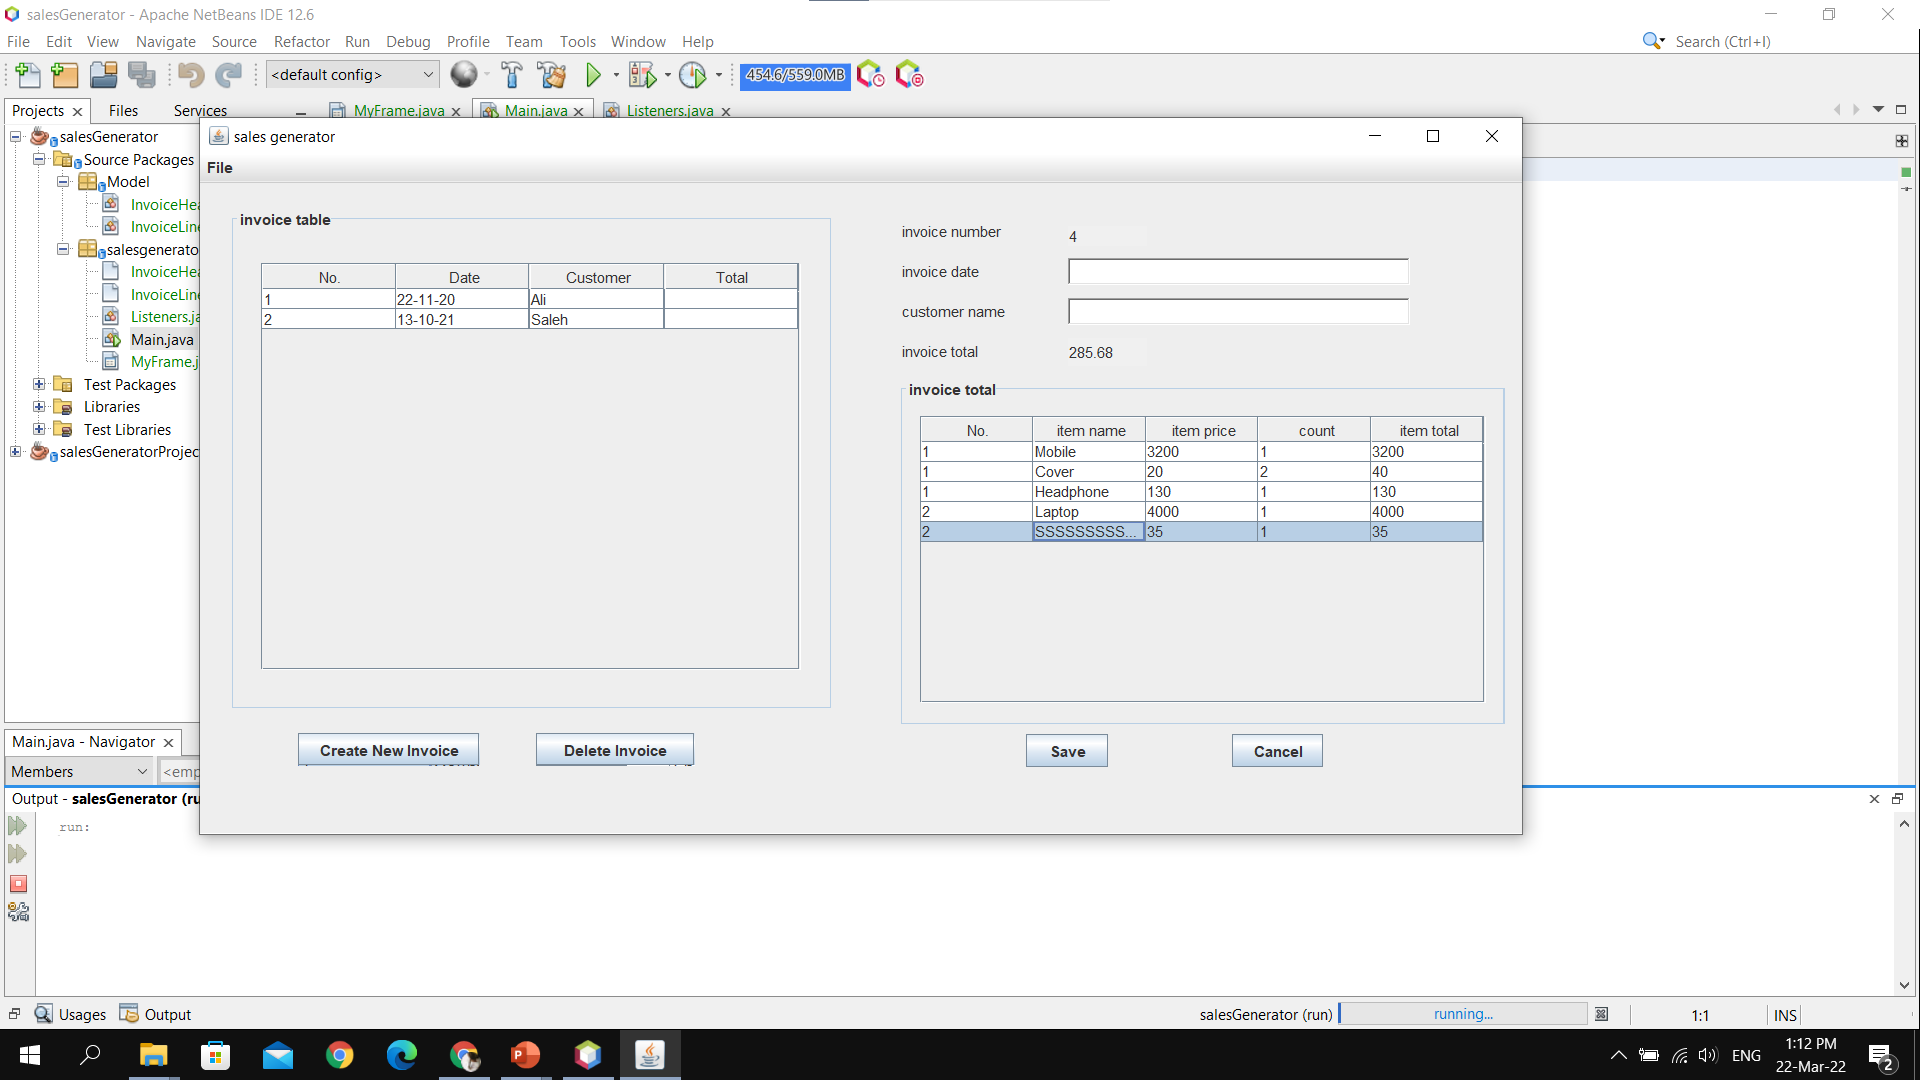 salesGenerator - Apache NetBeans IDE 12.6
File Edit View Navigate Source Refactor Run Debug Profile Team Tools Window Help
Search (Ctrl+I)
<default config>
454.6/559.0MB
Projects Files Services
MyFrame.java Main.java Listeners.java
salesGenerator
Source Packages
Model
InvoiceHea
InvoiceLine
salesgenerato
InvoiceHea
InvoiceLine
Listeners.ja
Main.java
MyFrame.j
Test Packages
Libraries
Test Libraries
salesGeneratorProjec
sales generator
File
invoice table
No. Date Customer Total
1 22-11-20 Ali
2 13-10-21 Saleh
Create New Invoice Delete Invoice
invoice number 4
invoice date
customer name
invoice total 285.68
invoice total
No. item name item price count item total
1 Mobile 3200 1 3200
1 Cover 20 2 40
1 Headphone 130 1 130
2 Laptop 4000 1 4000
2 SSSSSSSSS... 35 1 35
Save Cancel
Main.java - Navigator
Members <emp
Output - salesGenerator (ru
run:
Usages Output
salesGenerator (run) running... 1:1 INS
ENG
1:12 PM
22-Mar-22
2